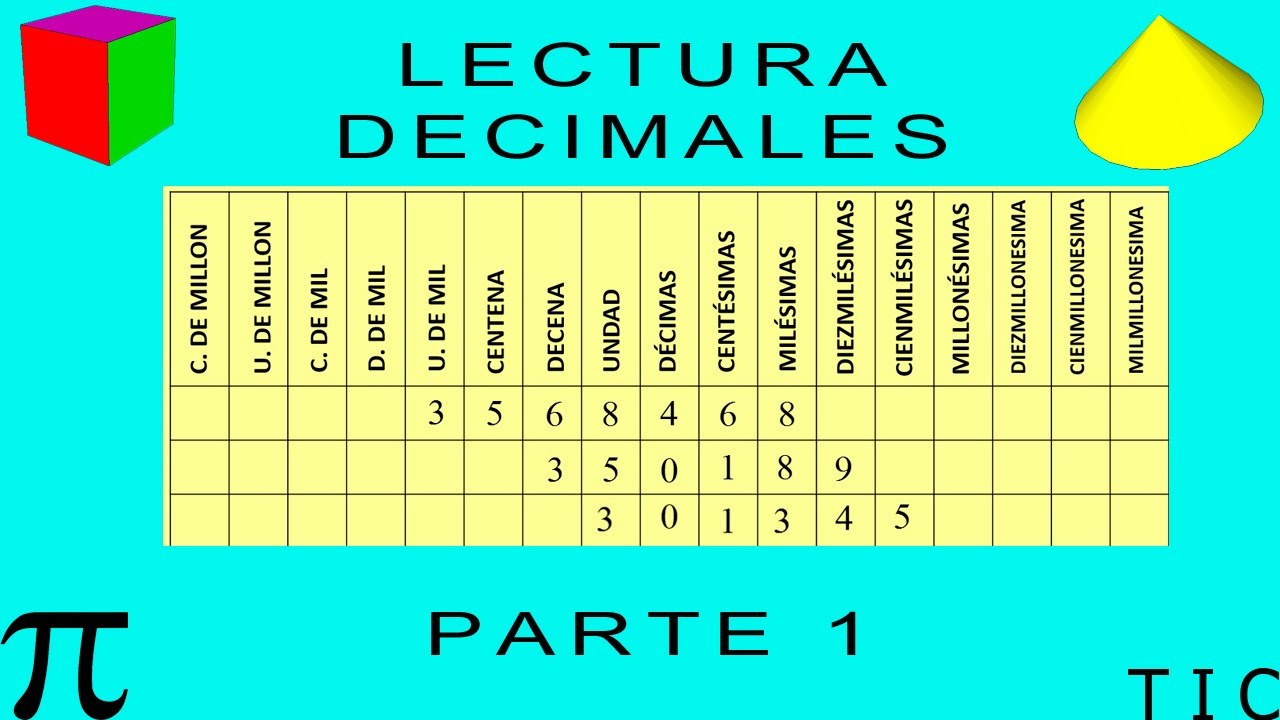 LECTURA
DECIMALES
C. DE MILLON U. DE MILLON C. DE MIL D. DE MIL U. DE MIL CENTENA DECENA UNDAD DÉCIMAS CENTÉSIMAS MILÉSIMAS DIEZMILÉSIMAS CIENMILÉSIMAS MILLONÉSIMAS DIEZMILLONESIMA CIENMILLONESIMA MILMILLONESIMA
3 5 6 8 4 6 8
3 5 0 1 8 9
3 0 1 3 4 5
π
PARTE 1
TIC